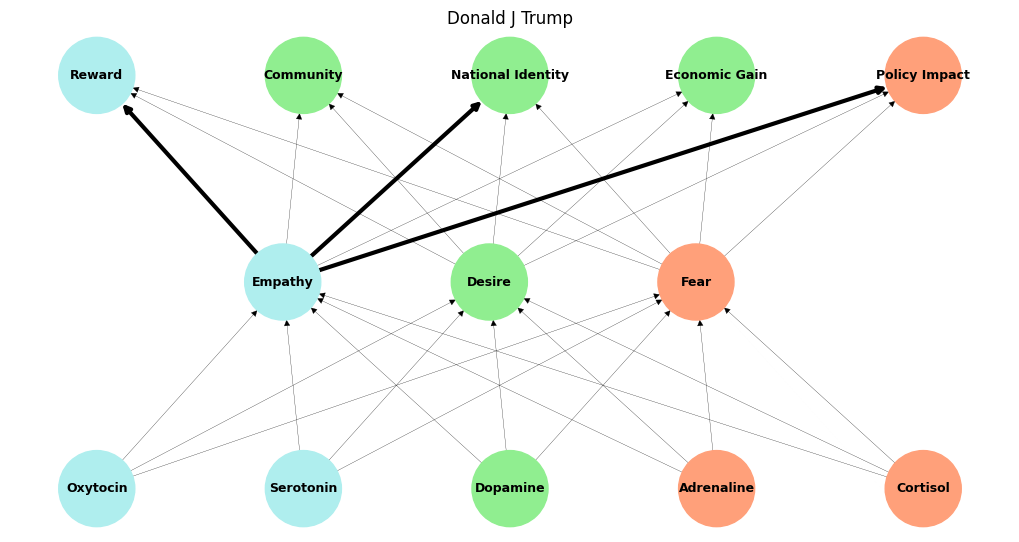 Donald J Trump
Reward
Community
National Identity
Economic Gain
Policy Impact
Empathy
Desire
Fear
Oxytocin
Serotonin
Dopamine
Adrenaline
Cortisol